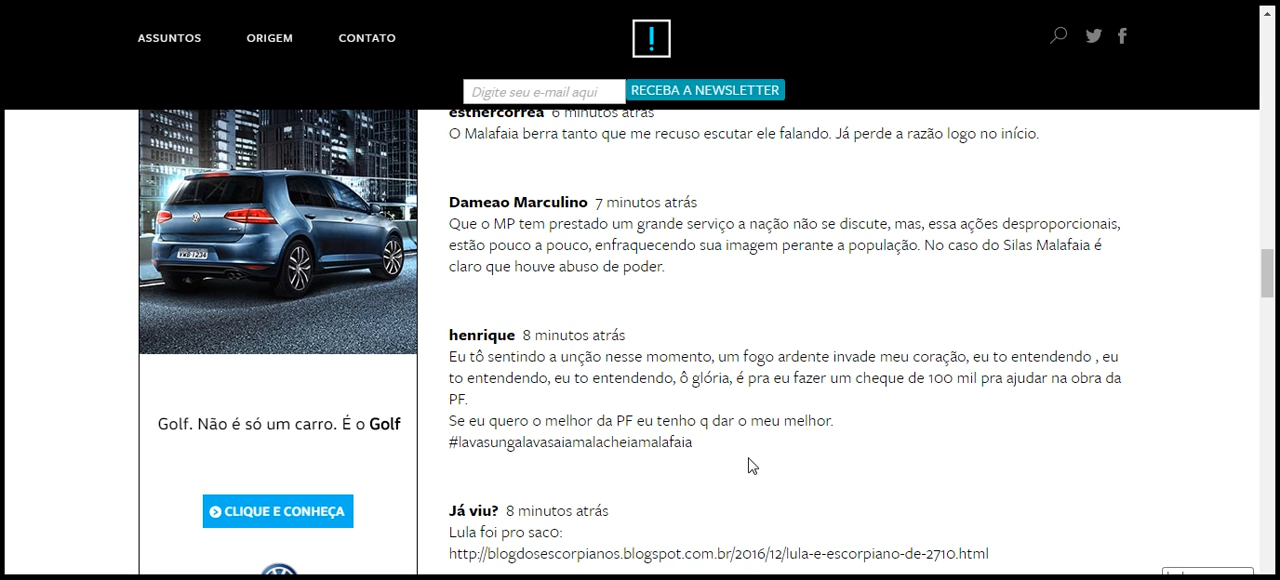 ASSUNTOS ORIGEM CONTATO
!
Digite seu e-mail aqui RECEBA A NEWSLETTER
esthercorrea 6 minutos atrás
O Malafaia berra tanto que me recuso escutar ele falando. Já perde a razão logo no início.
Dameao Marculino 7 minutos atrás
Que o MP tem prestado um grande serviço a nação não se discute, mas, essa ações desproporcionais,
estão pouco a pouco, enfraquecendo sua imagem perante a população. No caso do Silas Malafaia é
claro que houve abuso de poder.
henrique 8 minutos atrás
Eu tô sentindo a unção nesse momento, um fogo ardente invade meu coração, eu to entendendo , eu
to entendendo, eu to entendendo, ô glória, é pra eu fazer um cheque de 100 mil pra ajudar na obra da
PF.
Se eu quero o melhor da PF eu tenho q dar o meu melhor.
#lavasungalavasaiamalacheiamalafaia
Já viu? 8 minutos atrás
Lula foi pro sac0:
http://blogdosescorpianos.blogspot.com.br/2016/12/lula-e-escorpiano-de-2710.html
Golf. Não é só um carro. É o Golf
CLIQUE E CONHEÇA